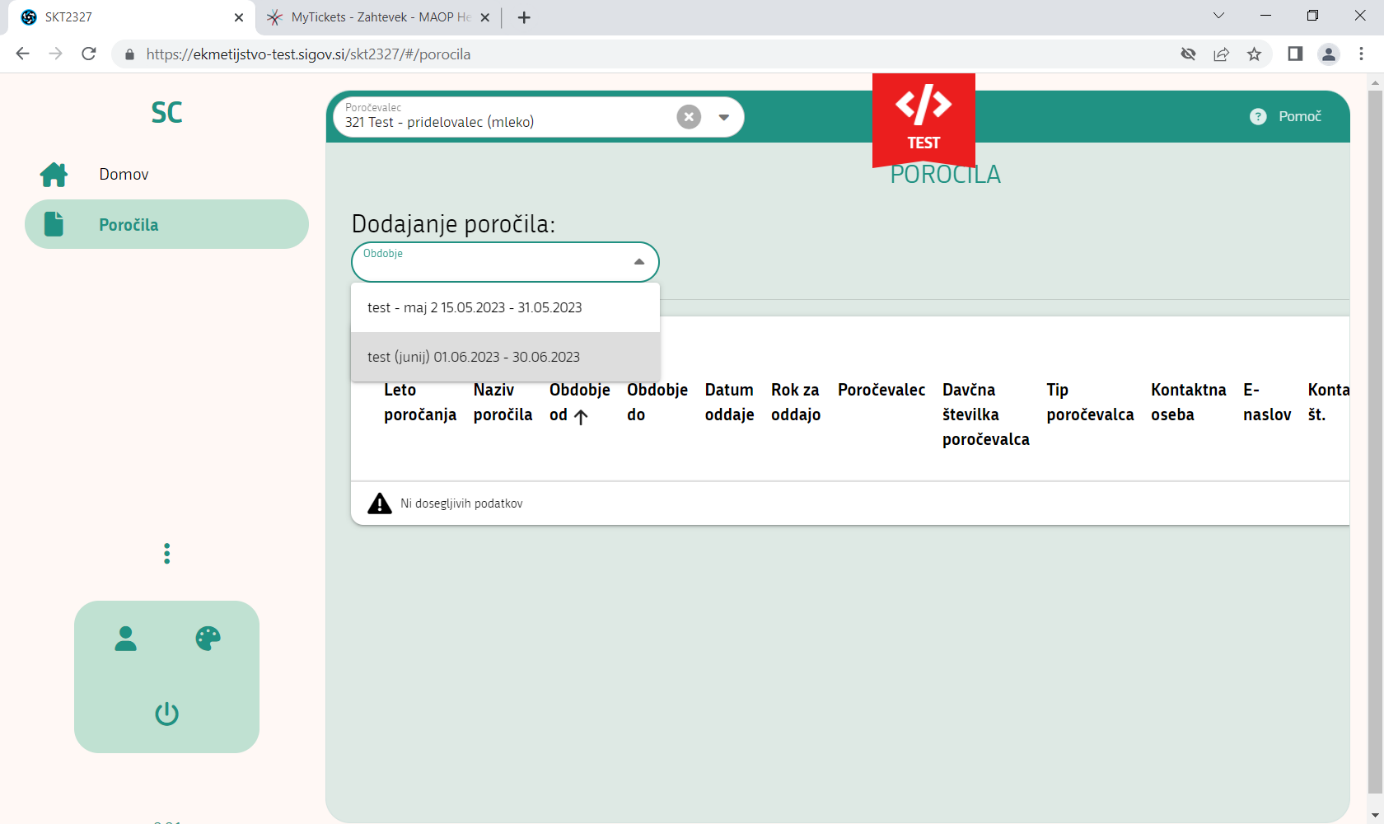 SKT2327
MyTickets - Zahtevek - MAOP He
https://ekmetijstvo-test.sigov.si/skt2327/#/porocila
SC
Domov
Poročila
Poročevalec
321 Test - pridelovalec (mleko)
TEST
? Pomoč
POROČILA
Dodajanje poročila:
Obdobje
test - maj 2 15.05.2023 - 31.05.2023
test (junij) 01.06.2023 - 30.06.2023
Leto poročanja
Naziv poročila
Obdobje od
Obdobje do
Datum oddaje
Rok za oddajo
Poročevalec
Davčna številka poročevalca
Tip poročevalca
Kontaktna oseba
E-naslov
Konta št.
Ni dosegljivih podatkov